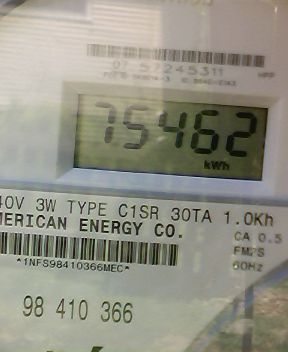 07 57245311
75462
kWh
40V 3W TYPE C1SR 30TA 1.0Kh
MERICAN ENERGY CO.
CA 0.5
*1NFS98410366MEC*
FM2S
60Hz
98 410 366